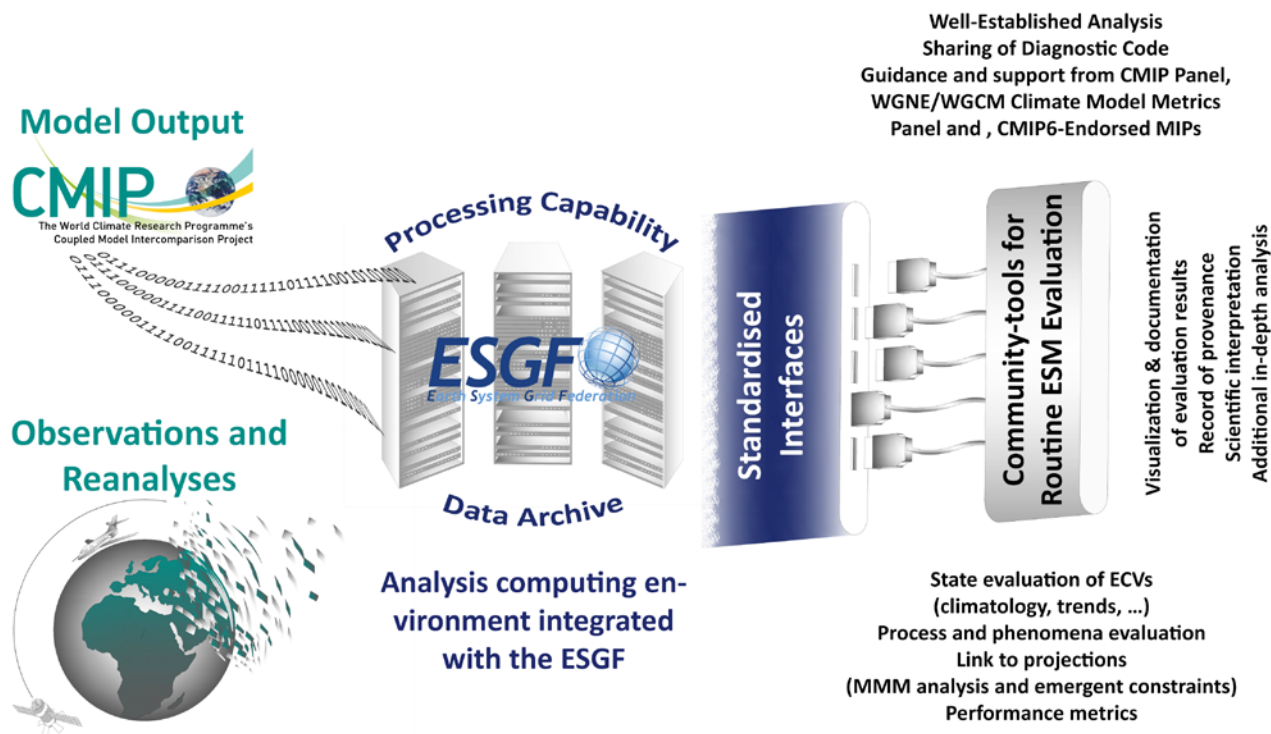 Model Output
CMIP
The World Climate Research Programme's
Coupled Model Intercomparison Project
Observations and
Reanalyses
Processing Capability
ESGF
Earth System Grid Federation
Data Archive
Analysis computing en-
vironment integrated
with the ESGF
Standardised
Interfaces
Well-Established Analysis
Sharing of Diagnostic Code
Guidance and support from CMIP Panel,
WGNE/WGCM Climate Model Metrics
Panel and , CMIP6-Endorsed MIPs
Community-tools for
Routine ESM Evaluation
Visualization & documentation
of evaluation results
Record of provenance
Scientific interpretation
Additional in-depth analysis
State evaluation of ECVs
(climatology, trends, ...)
Process and phenomena evaluation
Link to projections
(MMM analysis and emergent constraints)
Performance metrics